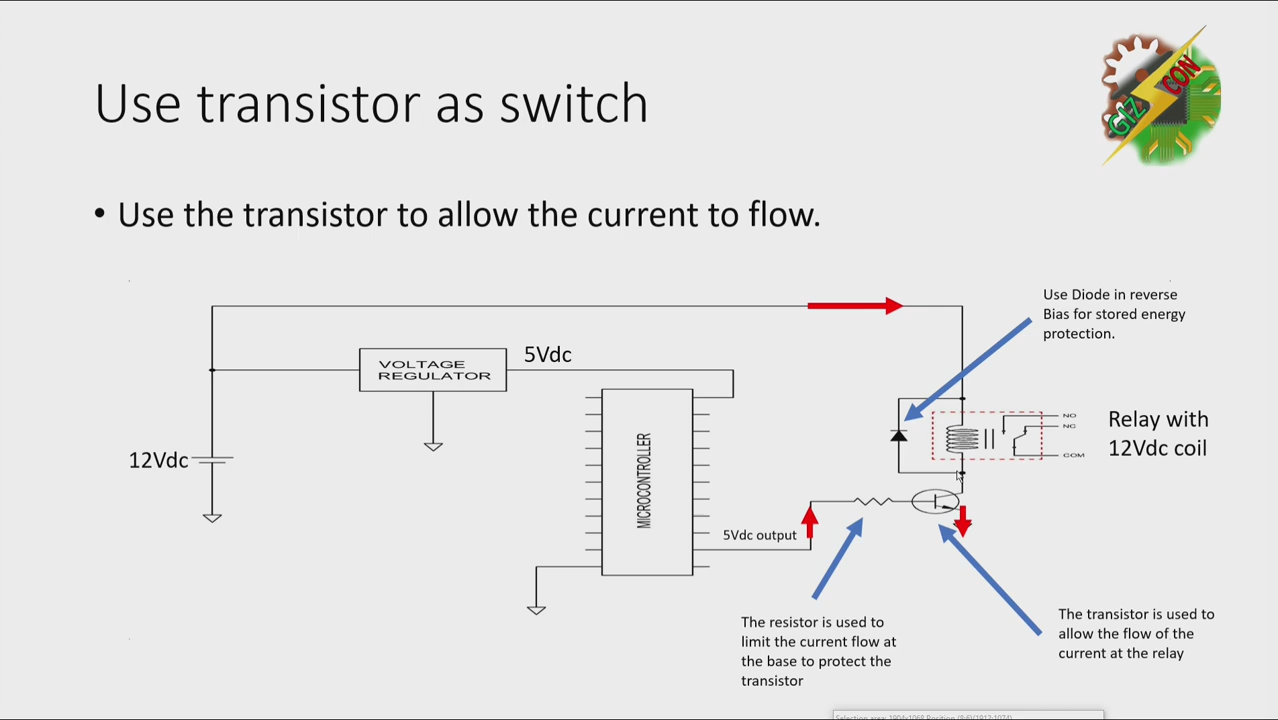 Use transistor as switch
GIZ
CON
• Use the transistor to allow the current to flow.
Use Diode in reverse
Bias for stored energy
protection.
5Vdc
VOLTAGE
REGULATOR
12Vdc
MICROCONTROLLER
NO
NC
COM
Relay with
12Vdc coil
5Vdc output
The resistor is used to
limit the current flow at
the base to protect the
transistor
The transistor is used to
allow the flow of the
current at the relay